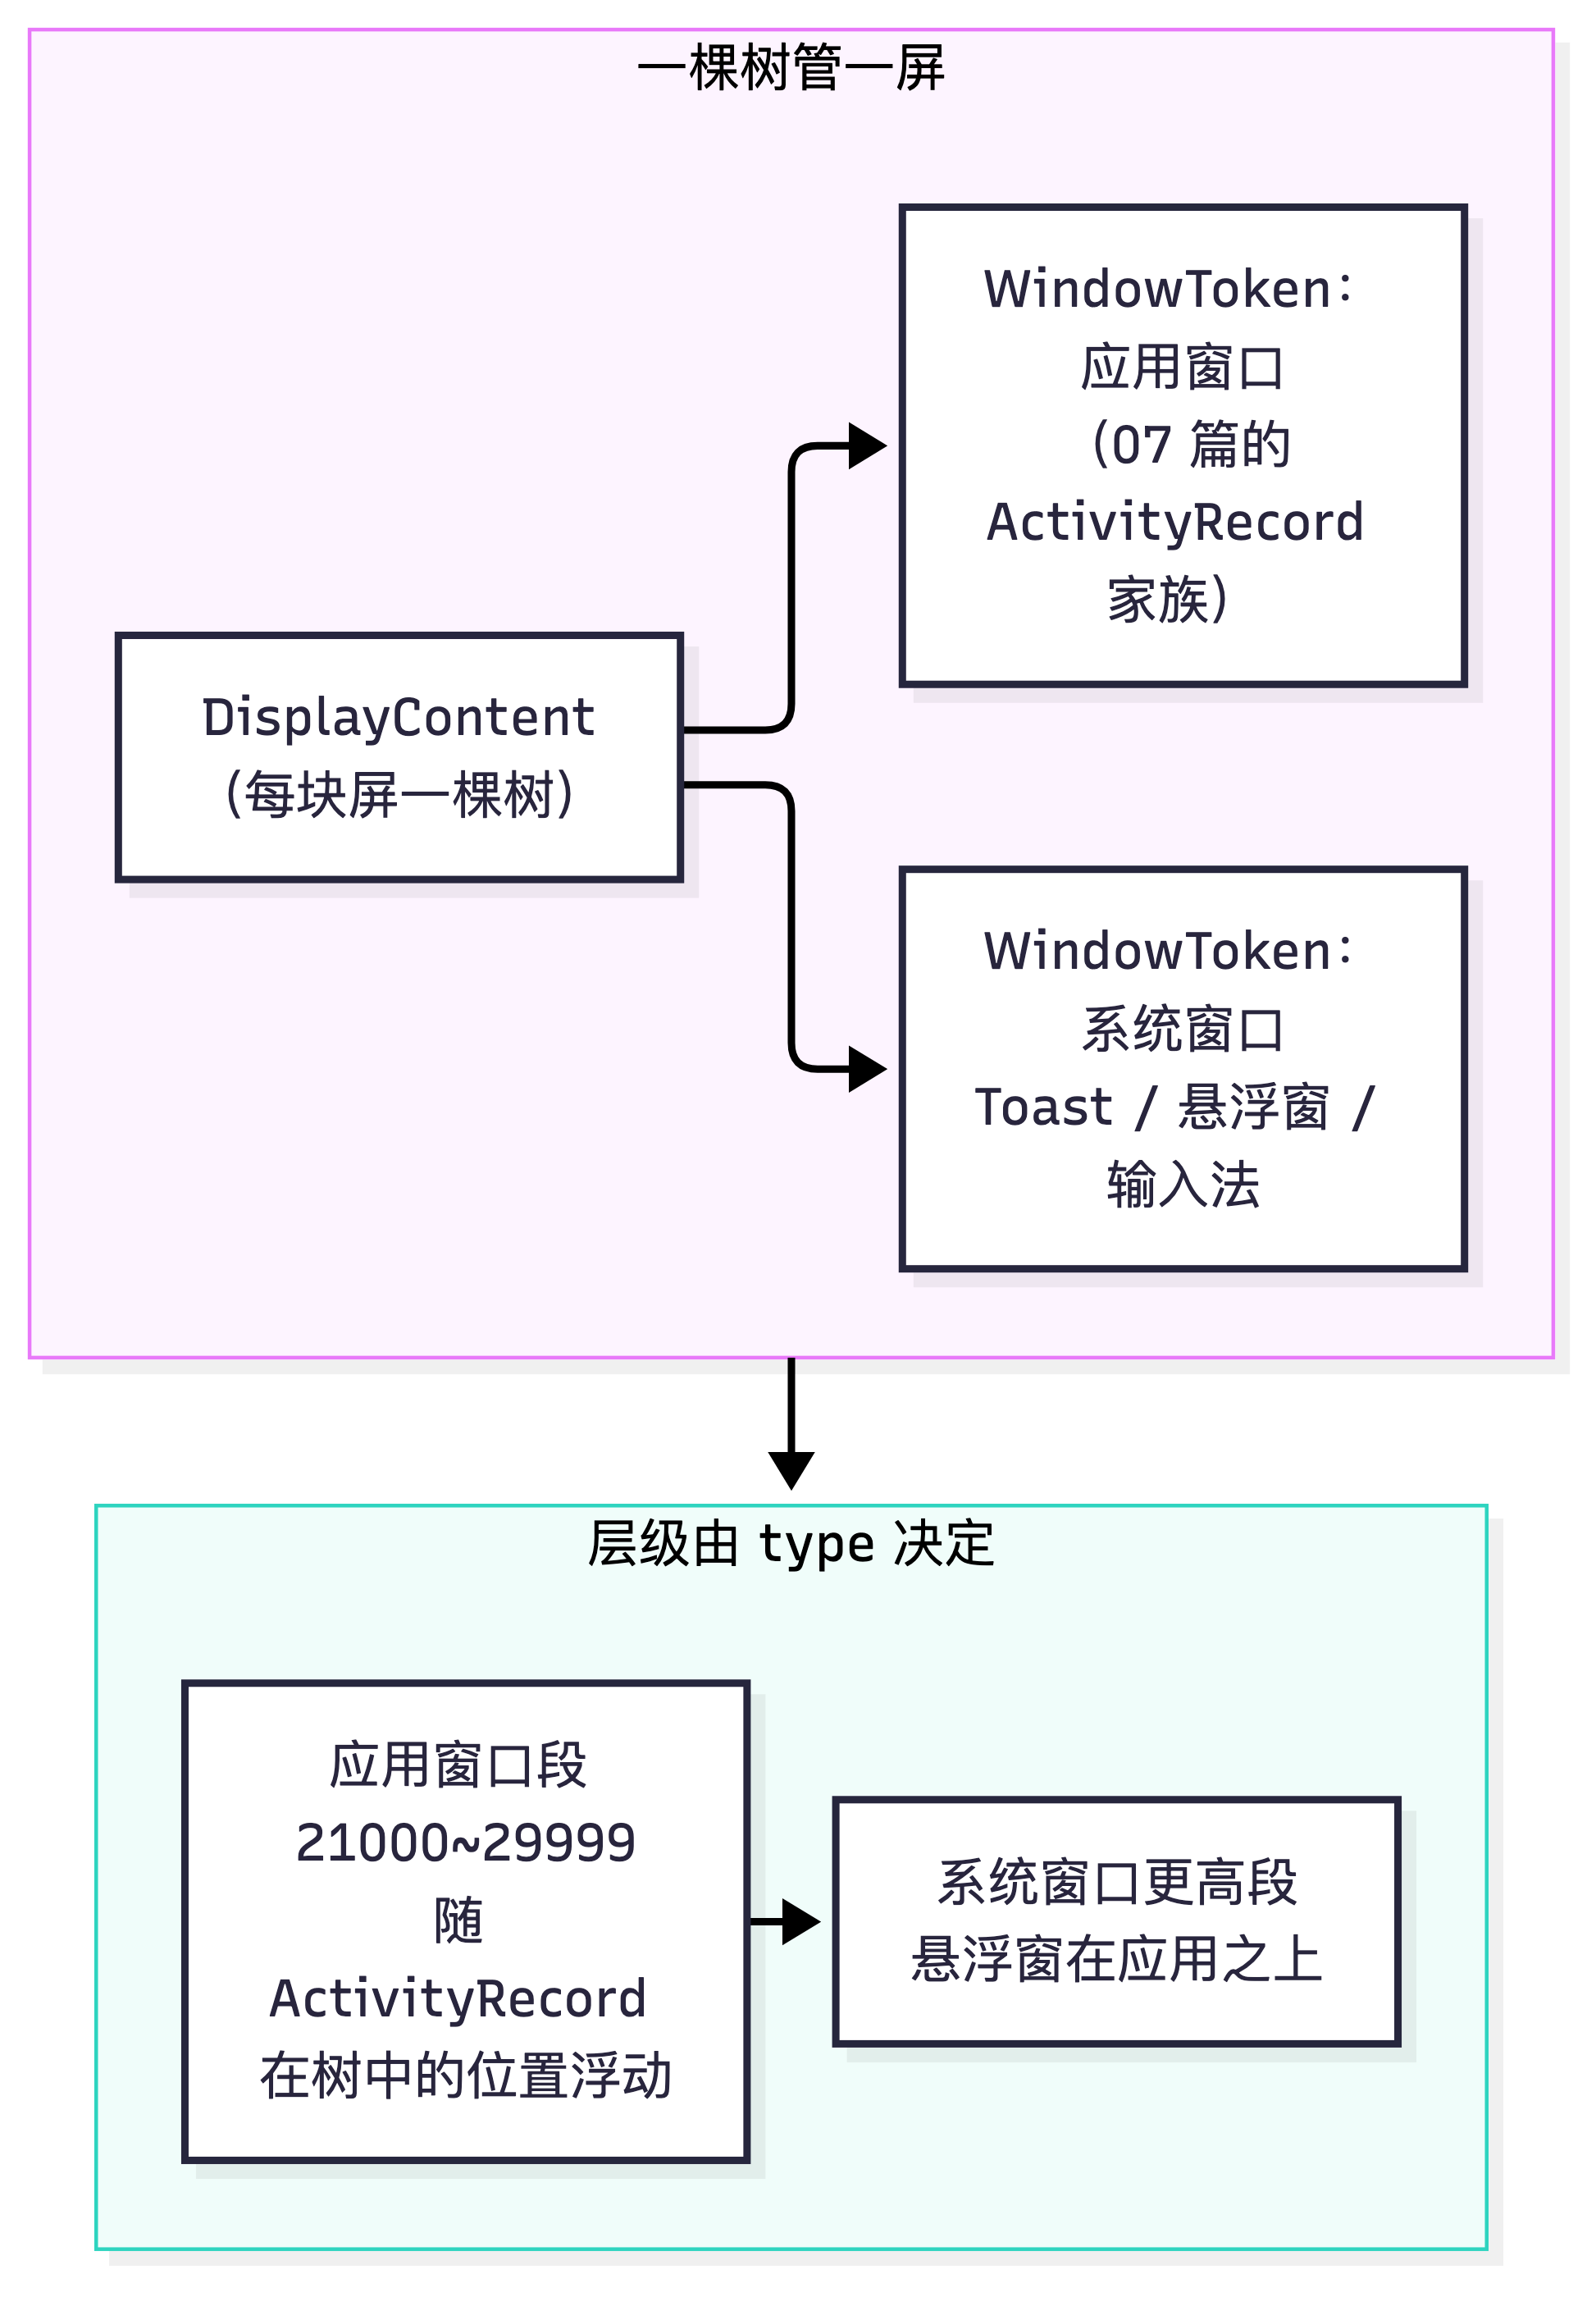 一棵树管一屏
WindowToken：
应用窗口
（07 篇的
ActivityRecord
家族）
DisplayContent
（每块屏一棵树）
WindowToken：
系统窗口
Toast / 悬浮窗 /
输入法
层级由 type 决定
应用窗口段
21000~29999
随
ActivityRecord
在树中的位置浮动
系统窗口更高段
悬浮窗在应用之上